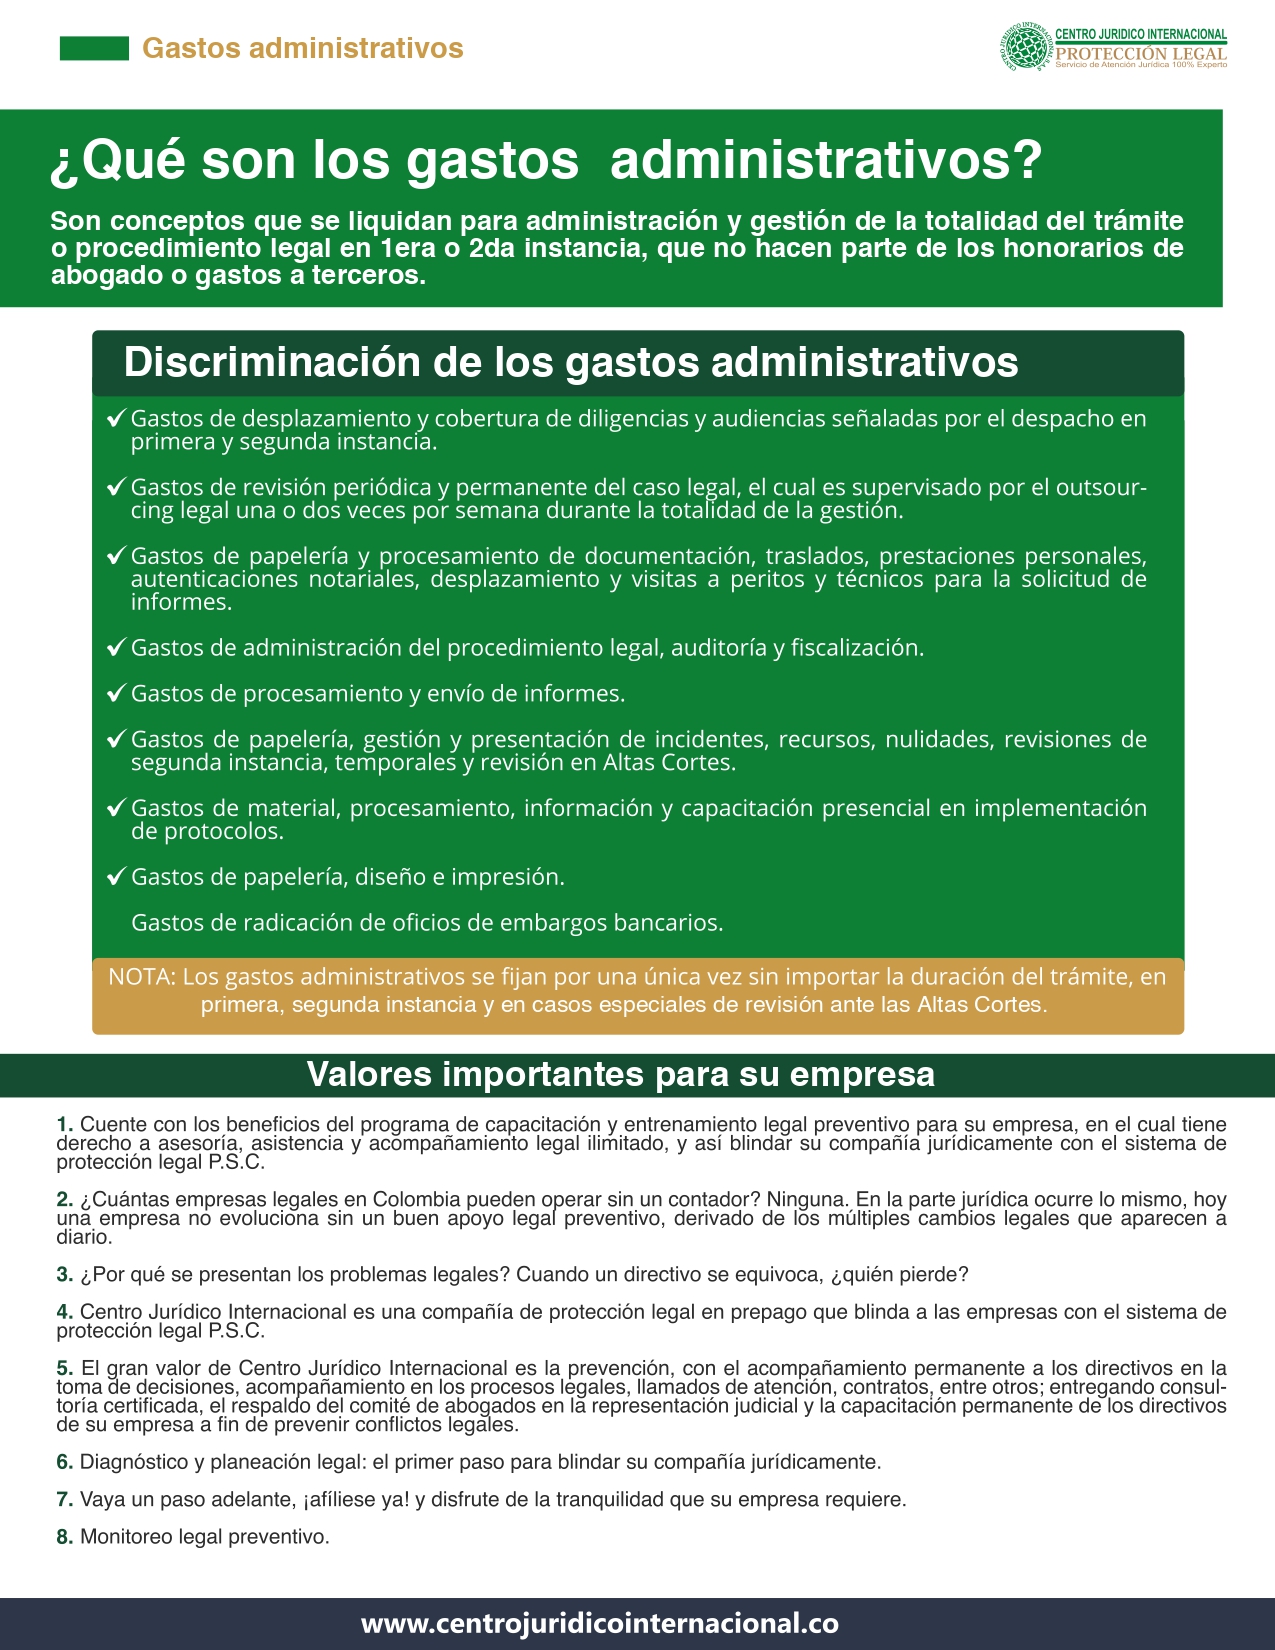 Gastos administrativos
CENTRO JURIDICO INTERNACIONAL
PROTECCIÓN LEGAL
Servicio de Atención Jurídica 100% Experto
CENTRO JURIDICO INTERNACIONAL S.A.S
¿Qué son los gastos administrativos?
Son conceptos que se liquidan para administración y gestión de la totalidad del trámite
o procedimiento legal en 1era o 2da instancia, que no hacen parte de los honorarios de
abogado o gastos a terceros.
Discriminación de los gastos administrativos
Gastos de desplazamiento y cobertura de diligencias y audiencias señaladas por el despacho en
primera y segunda instancia.
Gastos de revisión periódica y permanente del caso legal, el cual es supervisado por el outsour-
cing legal una o dos veces por semana durante la totalidad de la gestión.
Gastos de papelería y procesamiento de documentación, traslados, prestaciones personales,
autenticaciones notariales, desplazamiento y visitas a peritos y técnicos para la solicitud de
informes.
Gastos de administración del procedimiento legal, auditoría y fiscalización.
Gastos de procesamiento y envío de informes.
Gastos de papelería, gestión y presentación de incidentes, recursos, nulidades, revisiones de
segunda instancia, temporales y revisión en Altas Cortes.
Gastos de material, procesamiento, información y capacitación presencial en implementación
de protocolos.
Gastos de papelería, diseño e impresión.
Gastos de radicación de oficios de embargos bancarios.
NOTA: Los gastos administrativos se fijan por una única vez sin importar la duración del trámite, en
primera, segunda instancia y en casos especiales de revisión ante las Altas Cortes.
Valores importantes para su empresa
1. Cuente con los beneficios del programa de capacitación y entrenamiento legal preventivo para su empresa, en el cual tiene
derecho a asesoría, asistencia y acompañamiento legal ilimitado, y así blindar su compañía jurídicamente con el sistema de
protección legal P.S.C.
2. ¿Cuántas empresas legales en Colombia pueden operar sin un contador? Ninguna. En la parte jurídica ocurre lo mismo, hoy
una empresa no evoluciona sin un buen apoyo legal preventivo, derivado de los múltiples cambios legales que aparecen a
diario.
3. ¿Por qué se presentan los problemas legales? Cuando un directivo se equivoca, ¿quién pierde?
4. Centro Jurídico Internacional es una compañía de protección legal en prepago que blinda a las empresas con el sistema de
protección legal P.S.C.
5. El gran valor de Centro Jurídico Internacional es la prevención, con el acompañamiento permanente a los directivos en la
toma de decisiones, acompañamiento en los procesos legales, llamados de atención, contratos, entre otros; entregando consul-
toría certificada, el respaldo del comité de abogados en la representación judicial y la capacitación permanente de los directivos
de su empresa a fin de prevenir conflictos legales.
6. Diagnóstico y planeación legal: el primer paso para blindar su compañía jurídicamente.
7. Vaya un paso adelante, ¡afíliese ya! y disfrute de la tranquilidad que su empresa requiere.
8. Monitoreo legal preventivo.
www.centrojuridicointernacional.co